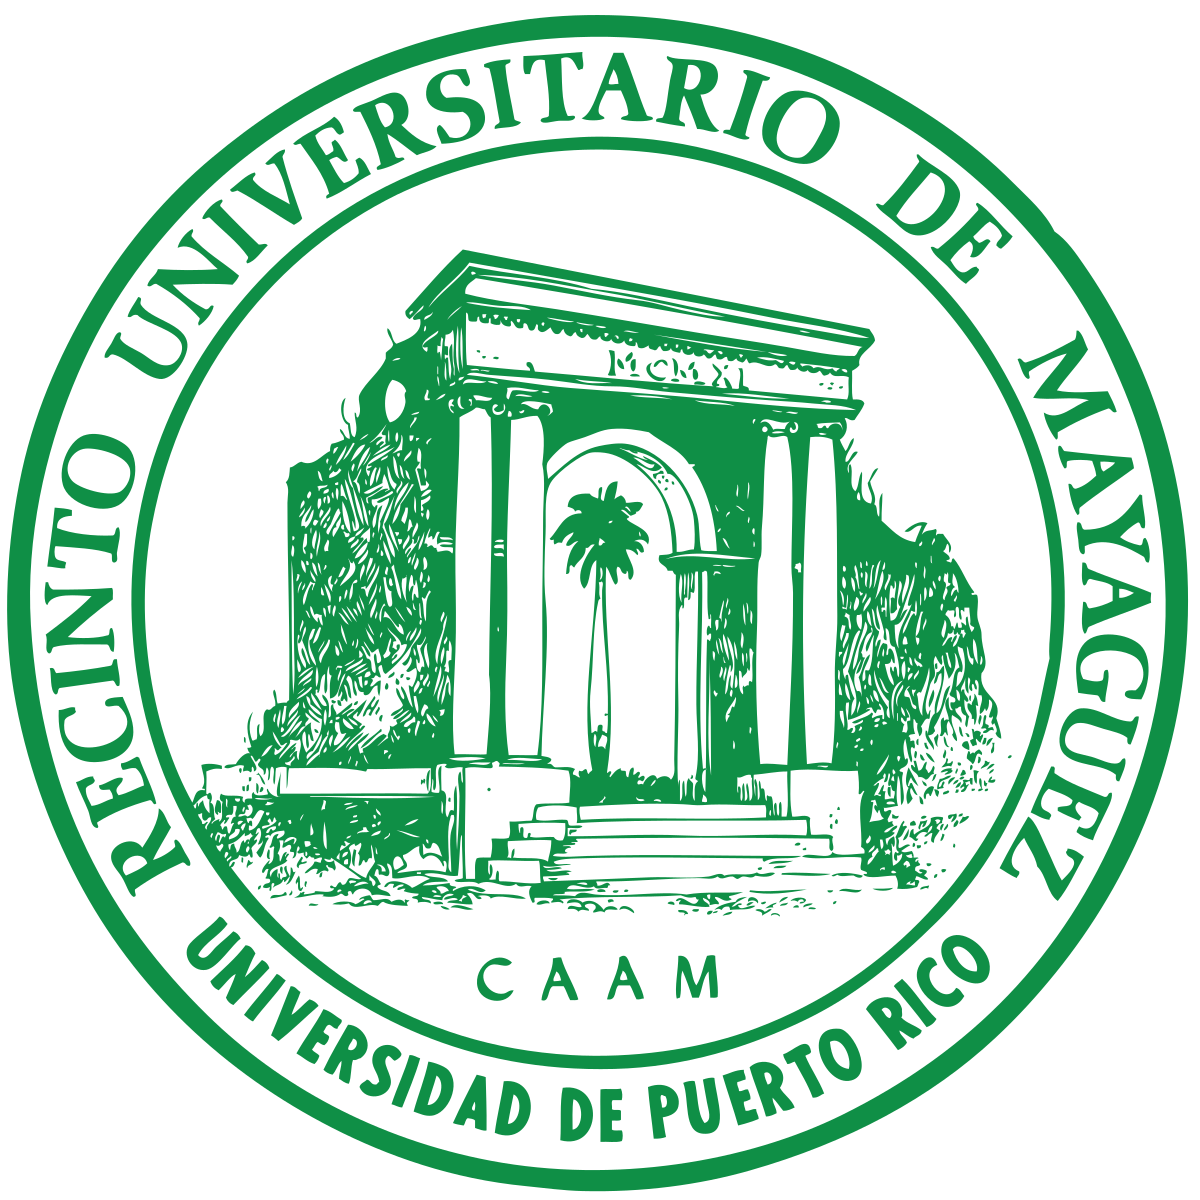 RECINTO UNIVERSITARIO DE MAYAGUEZ
MCMXI
CAAM
UNIVERSIDAD DE PUERTO RICO